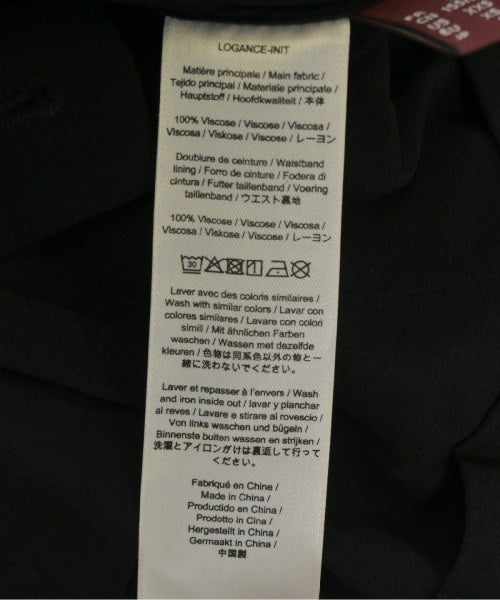 LOGANCE-INIT
Matière principale / Main fabric /
Tejido principal / Materiale principale /
Hauptstoff / Hoofdkwaliteit / 本体
100% Viscose / Viscose / Viscosa /
Viscosa / Viskose / Viscose / レーヨン
Doublure de ceinture / Waistband
lining / Forro de cintura / Fodera di
cintura / Futter taillenband / Voering
taillenband / ウエスト裏地
100% Viscose / Viscose / Viscosa /
Viscosa / Viskose / Viscose / レーヨン
30
Laver avec des coloris similaires /
Wash with similar colors / Lavar con
colores similares / Lavare con colori
simili / Mit ähnlichen Farben
waschen / Wassen met dezelfde
kleuren / 色物は同系色以外の物と一
緒に洗わないでください。
Laver et repasser à l'envers / Wash
and iron inside out / lavar y planchar
al reves / Lavare e stirare al rovescio /
Von links waschen und bügeln /
Binnenste buiten wassen en strijken /
洗濯とアイロンがけは裏返して行って
ください。
Fabriqué en Chine /
Made in China /
Productido en China /
Prodotto in Cina /
Hergestellt in China /
Germaakt in China /
中国製